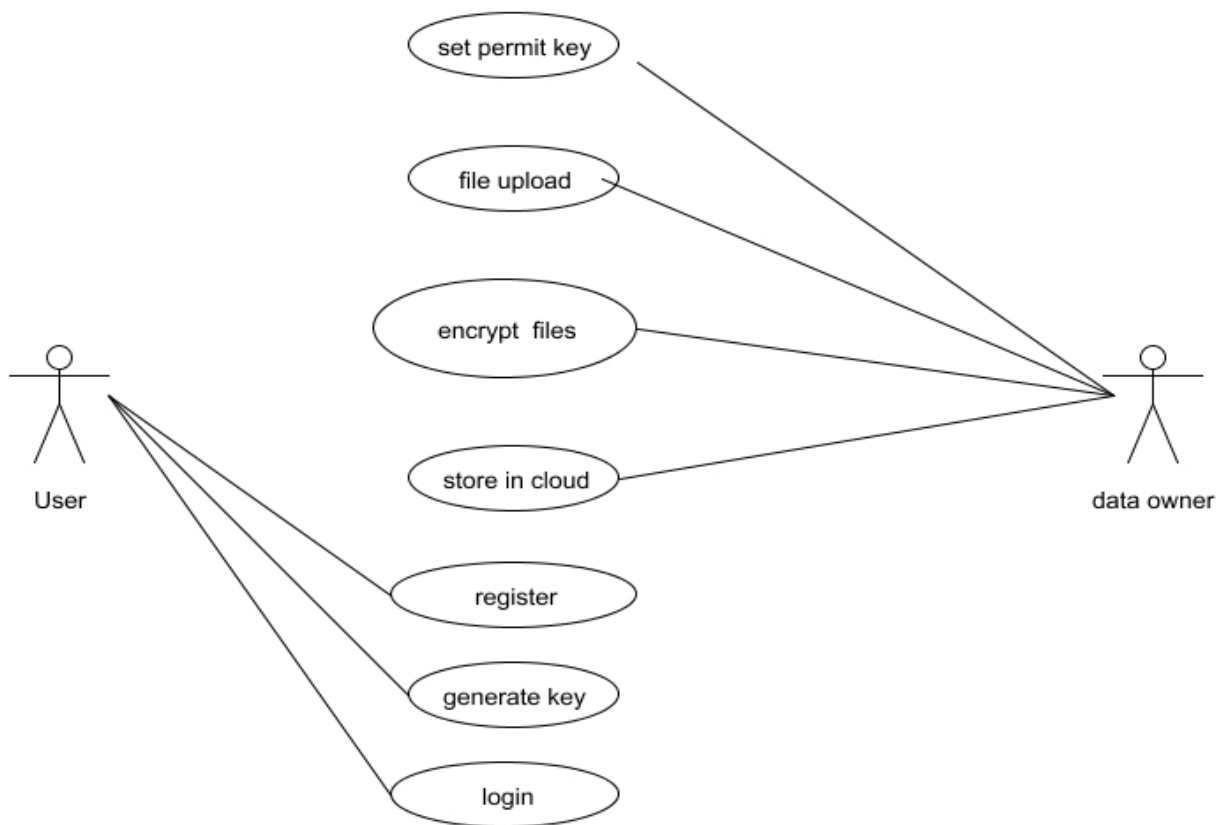 set permit key
file upload
encrypt  files
store in cloud
User
data owner
register
generate key
login